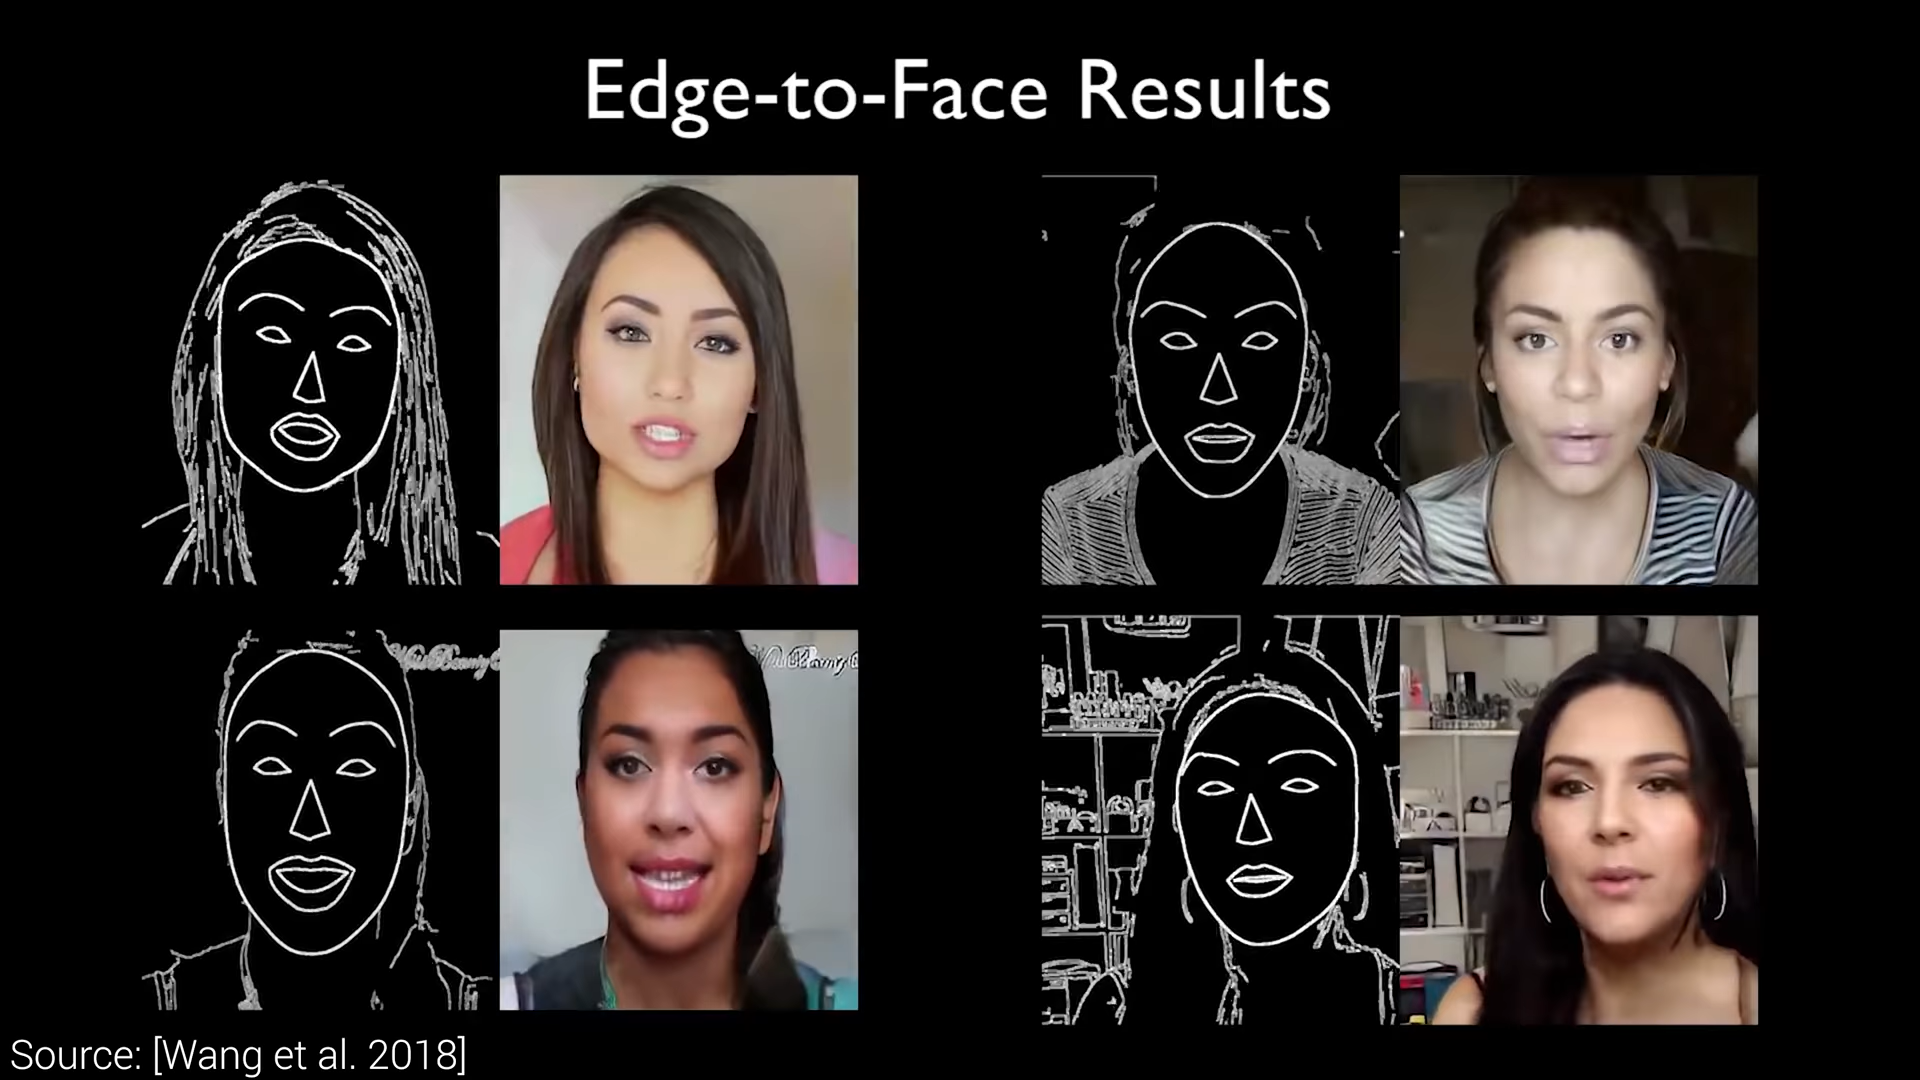 Edge-to-Face Results
Source: [Wang et al. 2018]